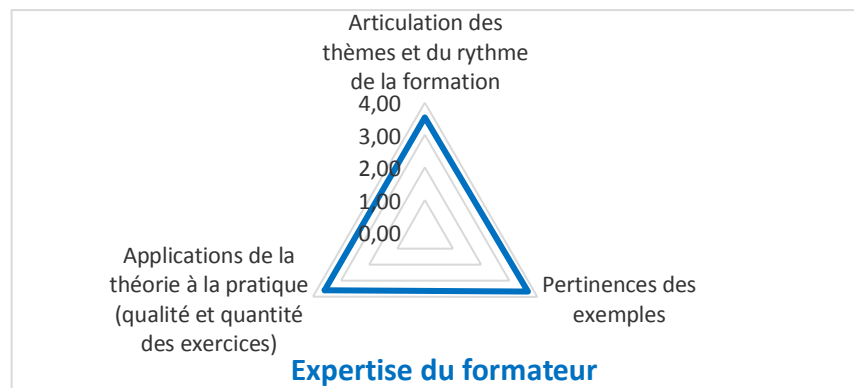 Articulation des
thèmes et du rythme
de la formation
4,00
3,00
2,00
1,00
0,00
Applications de la
théorie à la pratique
(qualité et quantité
des exercices)
Pertinences des
exemples
Expertise du formateur